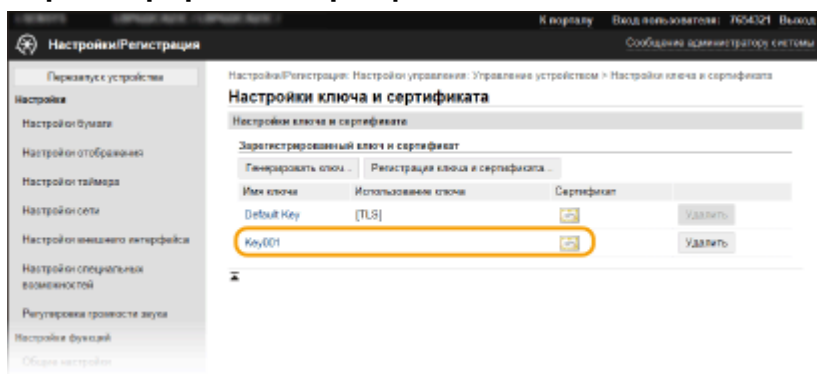 К порталу Вход пользователя: 7654321 Выход
Настройки/Регистрация
Сообщение администратору системы
Перезапуск устройства
Настройка/Регистрация: Настройки управления: Управление устройством > Настройки ключа и сертификата
Настройки
Настройки ключа и сертификата
Настройки бумаги
Настройки ключа и сертификата
Настройки отображения
Зарегистрированный ключ и сертификат
Генерировать ключ... Регистрация ключа и сертификата ...
Настройки таймера
Имя ключа Использование ключа Сертификат
Настройки сети
Default Key [TLS] Удалить
Настройки внешнего интерфейса
Key001 Удалить
Настройки специальных
возможностей
Регулировка громкости звука
Настройки функций
Общие настройки